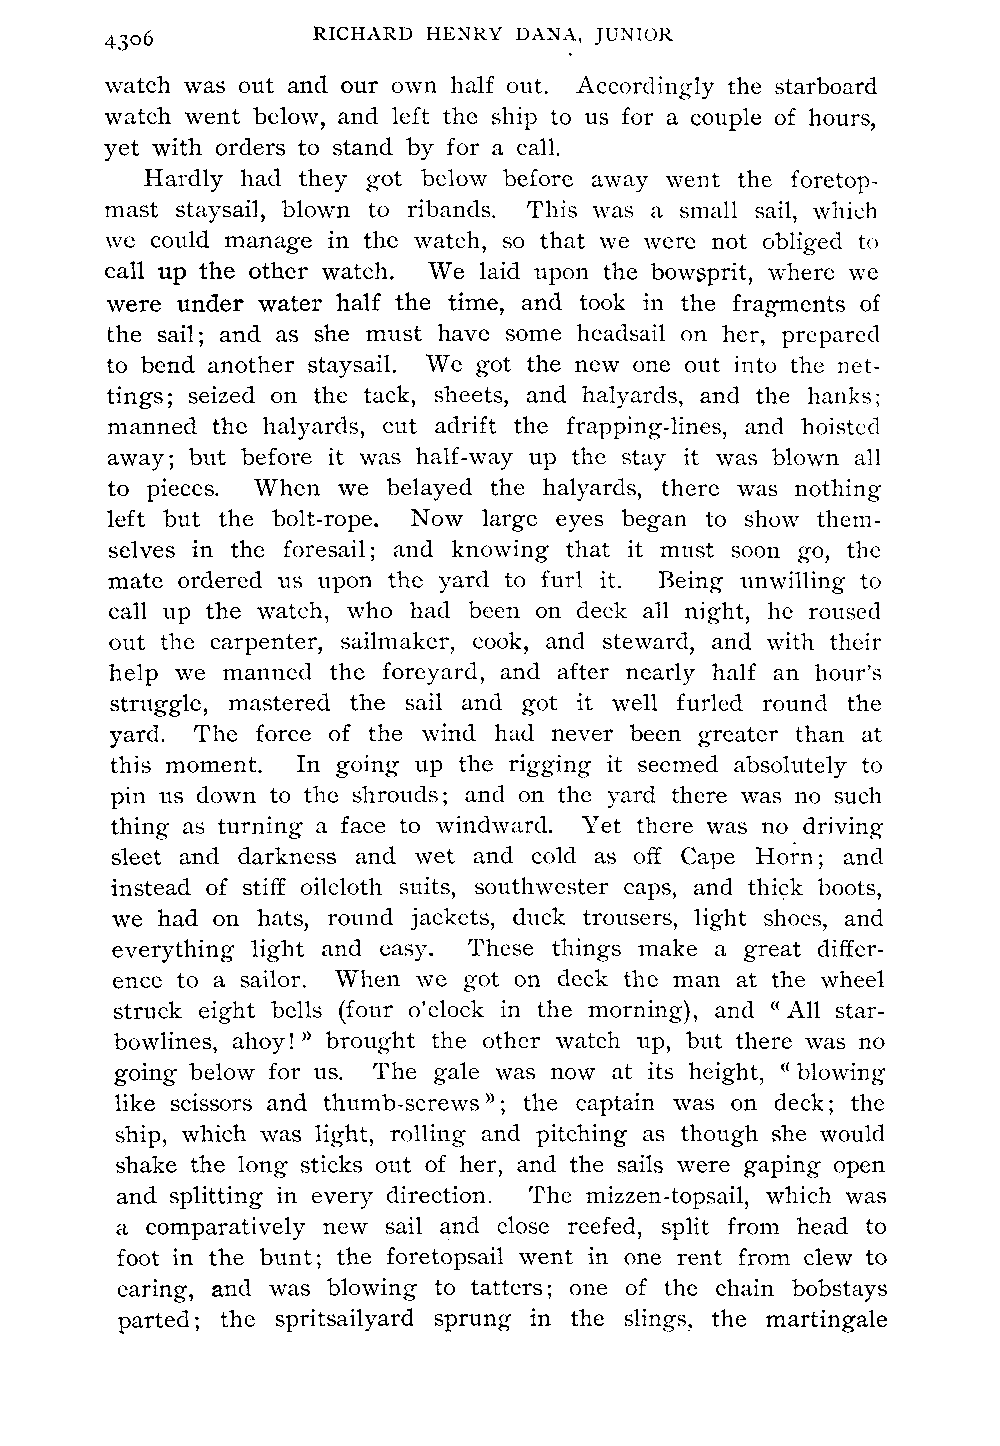 4306 RICHARD HENRY DANA, JUNIOR
watch was out and our own half out. Accordingly the starboard
watch went below, and left the ship to us for a couple of hours,
yet with orders to stand by for a call.
Hardly had they got below before away went the foretop-
mast staysail, blown to ribands. This was a small sail, which
we could manage in the watch, so that we were not obliged to
call up the other watch. We laid upon the bowsprit, where we
were under water half the time, and took in the fragments of
the sail; and as she must have some headsail on her, prepared
to bend another staysail. We got the new one out into the net-
tings; seized on the tack, sheets, and halyards, and the hanks;
manned the halyards, cut adrift the frapping-lines, and hoisted
away; but before it was half-way up the stay it was blown all
to pieces. When we belayed the halyards, there was nothing
left but the bolt-rope. Now large eyes began to show them-
selves in the foresail; and knowing that it must soon go, the
mate ordered us upon the yard to furl it. Being unwilling to
call up the watch, who had been on deck all night, he roused
out the carpenter, sailmaker, cook, and steward, and with their
help we manned the foreyard, and after nearly half an hour's
struggle, mastered the sail and got it well furled round the
yard. The force of the wind had never been greater than at
this moment. In going up the rigging it seemed absolutely to
pin us down to the shrouds; and on the yard there was no such
thing as turning a face to windward. Yet there was no driving
sleet and darkness and wet and cold as off Cape Horn; and
instead of stiff oilcloth suits, southwester caps, and thick boots,
we had on hats, round jackets, duck trousers, light shoes, and
everything light and easy. These things make a great differ-
ence to a sailor. When we got on deck the man at the wheel
struck eight bells (four o'clock in the morning), and "All star-
bowlines, ahoy!" brought the other watch up, but there was no
going below for us. The gale was now at its height, "blowing
like scissors and thumb-screws"; the captain was on deck; the
ship, which was light, rolling and pitching as though she would
shake the long sticks out of her, and the sails were gaping open
and splitting in every direction. The mizzen-topsail, which was
a comparatively new sail and close reefed, split from head to
foot in the bunt; the foretopsail went in one rent from clew to
earing, and was blowing to tatters; one of the chain bobstays
parted; the spritsailyard sprung in the slings, the martingale